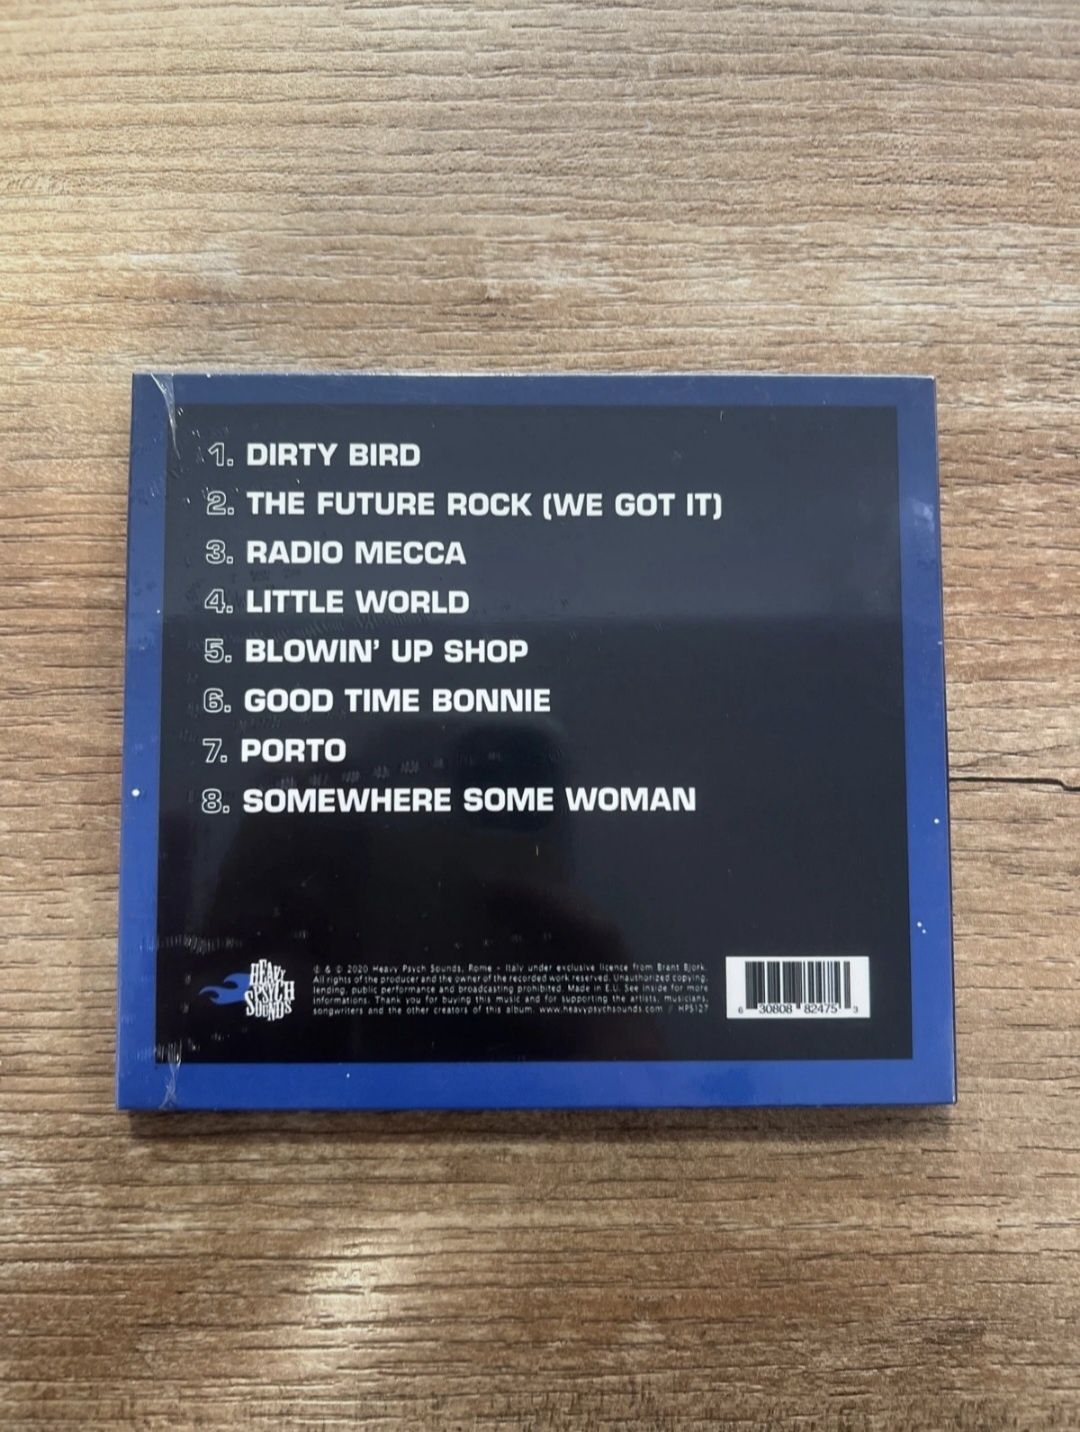 1. DIRTY BIRD
2. THE FUTURE ROCK (WE GOT IT)
3. RADIO MECCA
4. LITTLE WORLD
5. BLOWIN' UP SHOP
6. GOOD TIME BONNIE
7. PORTO
8. SOMEWHERE SOME WOMAN
HEAVY
PSYCH
SOUNDS
℗ & © 2020 Heavy Psych Sounds, Rome - Italy under exclusive licence from Brant Bjork.
All rights of the producer and the owner of the recorded work reserved. Unauthorized copying,
lending, public performance and broadcasting prohibited. Made in E.U. See inside for more
informations. Thank you for buying this music and for supporting the artists, musicians,
songwriters and the other creators of this album. www.heavypsychsounds.com / HPS127
6 30808 82475 3